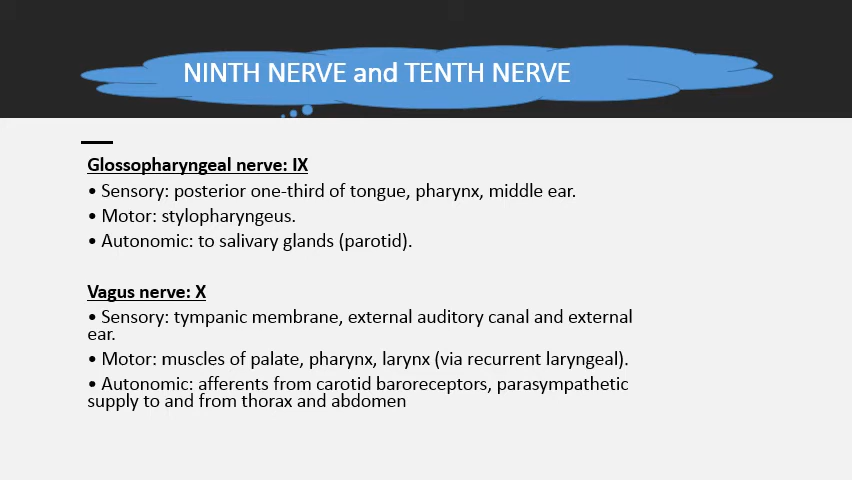 NINTH NERVE and TENTH NERVE
Glossopharyngeal nerve: IX
• Sensory: posterior one-third of tongue, pharynx, middle ear.
• Motor: stylopharyngeus.
• Autonomic: to salivary glands (parotid).
Vagus nerve: X
• Sensory: tympanic membrane, external auditory canal and external
ear.
• Motor: muscles of palate, pharynx, larynx (via recurrent laryngeal).
• Autonomic: afferents from carotid baroreceptors, parasympathetic
supply to and from thorax and abdomen